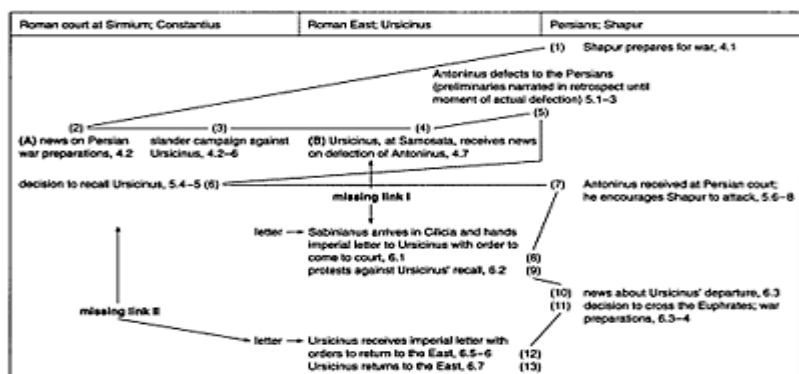 Roman court at Sirmium; Constantius
Roman East; Ursicinus
Persians; Shapur
(1) Shapur prepares for war, 4.1
Antoninus defects to the Persians
(preliminaries narrated in retrospect until
moment of actual defection) 5.1–3
(2)
(3)
(4)
(5)
(A) news on Persian
war preparations, 4.2
slander campaign against
Ursicinus, 4.2–6
(B) Ursicinus, at Samosata, receives news
on defection of Antoninus, 4.7
decision to recall Ursicinus, 5.4–5 (6)
(7) Antoninus received at Persian court;
he encourages Shapur to attack, 5.6–8
missing link I
letter
Sabinianus arrives in Cilicia and hands
imperial letter to Ursicinus with order to
come to court, 6.1 (8)
protests against Ursicinus' recall, 6.2 (9)
(10) news about Ursicinus' departure, 6.3
(11) decision to cross the Euphrates; war
preparations, 6.3–4
missing link II
letter
Ursicinus receives imperial letter with
orders to return to the East, 6.5–6 (12)
Ursicinus returns to the East, 6.7 (13)